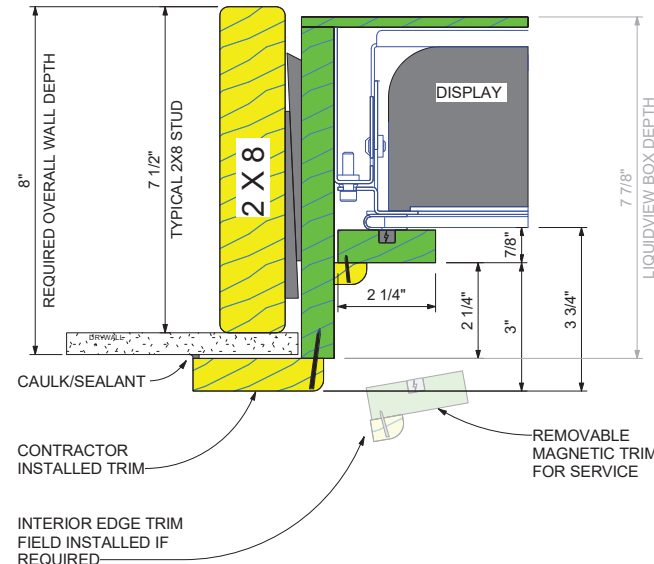 8"
REQUIRED OVERALL WALL DEPTH
7 1/2"
TYPICAL 2X8 STUD
2 X 8
DISPLAY
7 7/8"
LIQUIDVIEW BOX DEPTH
7/8"
2 1/4"
2 1/4"
3"
3 3/4"
DRYWALL
CAULK/SEALANT
CONTRACTOR
INSTALLED TRIM
REMOVABLE
MAGNETIC TRIM
FOR SERVICE
INTERIOR EDGE TRIM
FIELD INSTALLED IF
REQUIRED